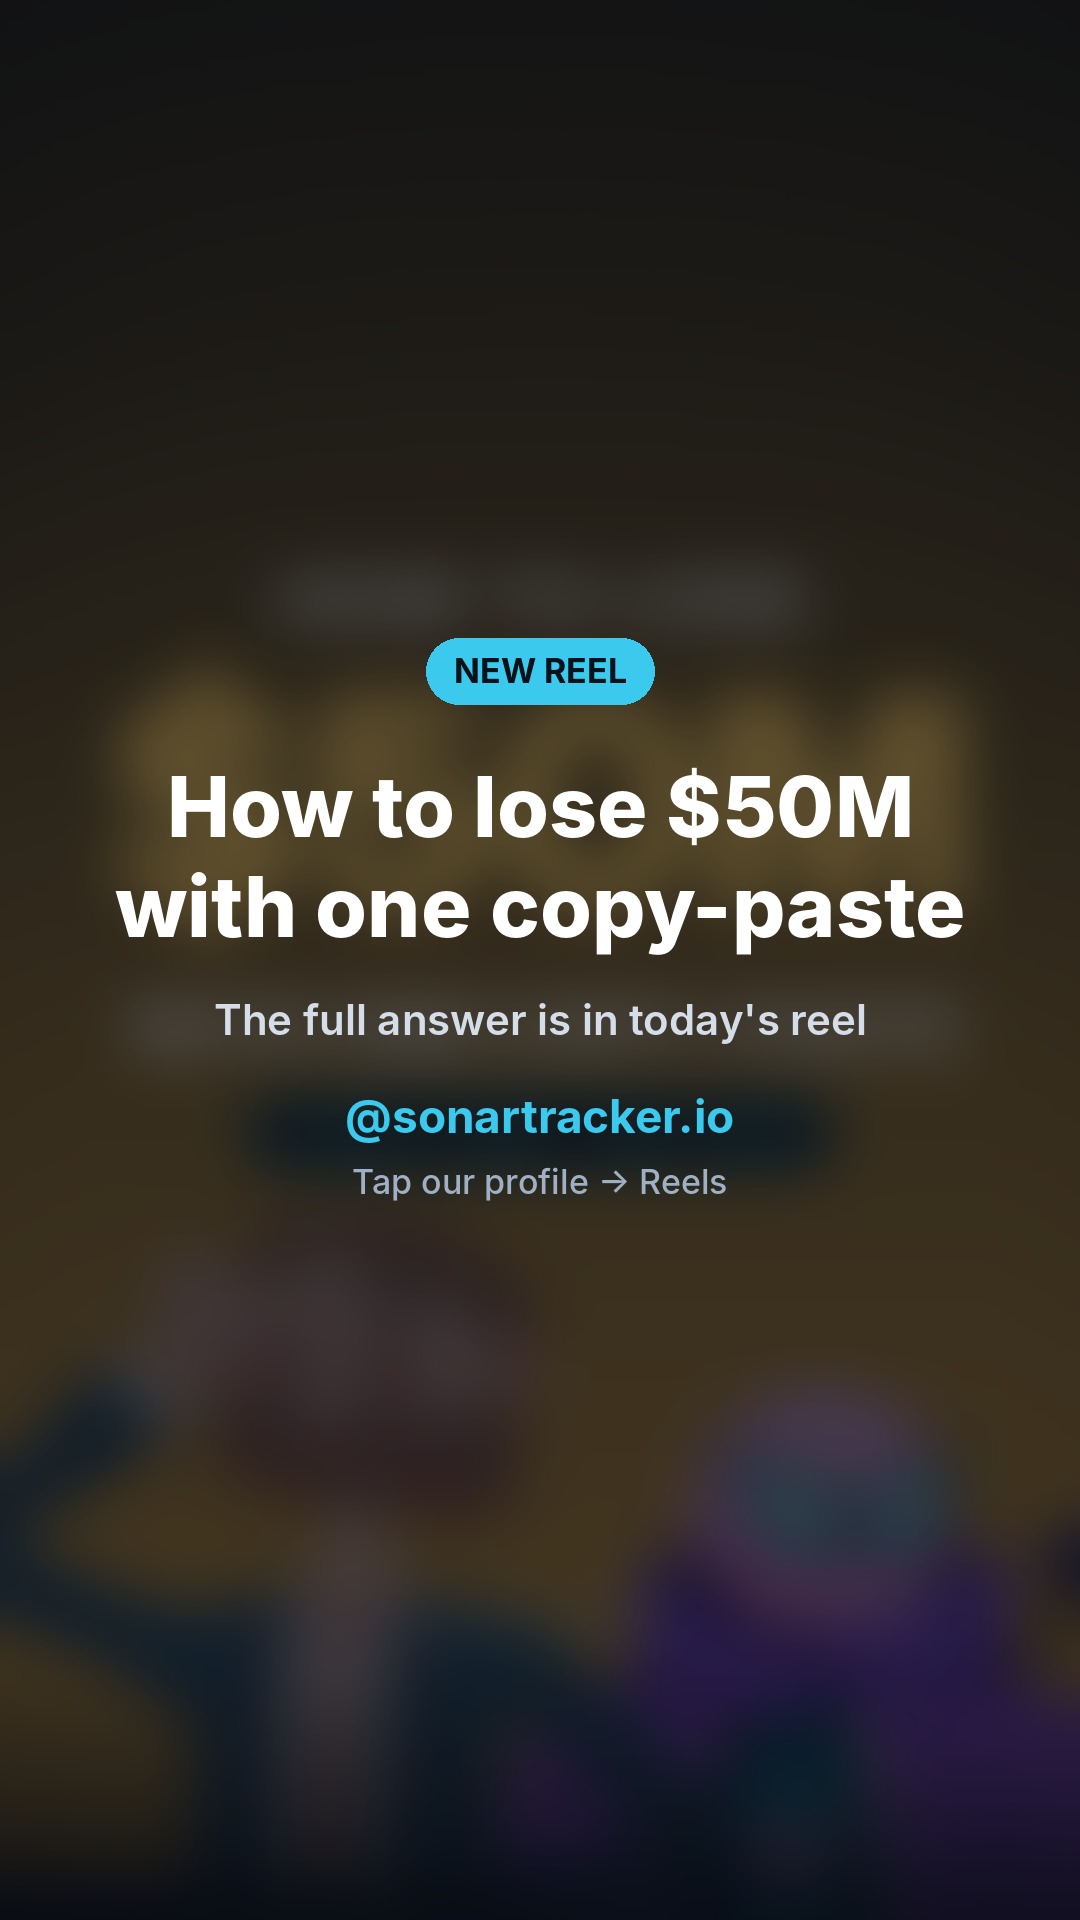 NEW REEL
How to lose $50M
with one copy-paste
The full answer is in today's reel
@sonartracker.io
Tap our profile → Reels